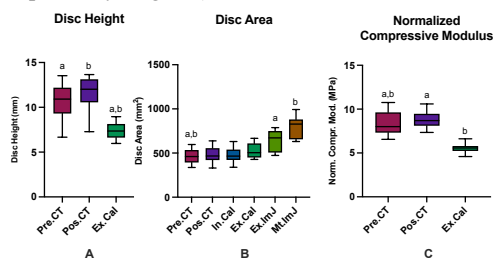 Disc Height
Disc Height (mm)
15
10
5
0
a
b
a,b
Pre.CT
Pos.CT
Ex.Cal
A
Disc Area
Disc Area (mm²)
1500
1000
500
0
a,b
a
b
Pre.CT
Pos.CT
In.Cal
Ex.Cal
Ex.ImJ
Mt.ImJ
B
Normalized
Compressive Modulus
Norm. Compr. Mod. (MPa)
15
10
5
0
a,b
a
b
Pre.CT
Pos.CT
Ex.Cal
C